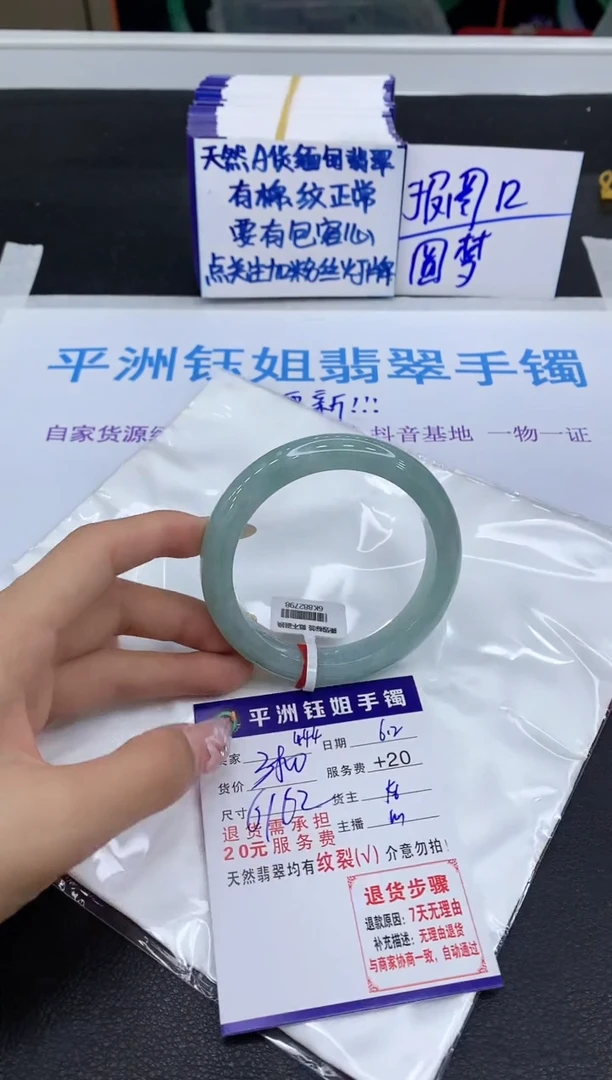 天然A货缅甸翡翠
有棉、纹正常
要有包容心
点关注加粉丝灯牌
报圈口
圆梦
平洲钰姐翡翠手镯
新!!!
自家货源
抖音基地 一物一证
6K882798
平洲钰姐手镯
444 日期 6.2
货价 服务费 +20
尺寸 6162 货主
退货需承担 主播
20元服务费
天然翡翠均有纹裂(√) 介意勿拍!
退货步骤
退款原因: 7天无理由
补充描述: 无理由退货
与商家协商一致，自动通过